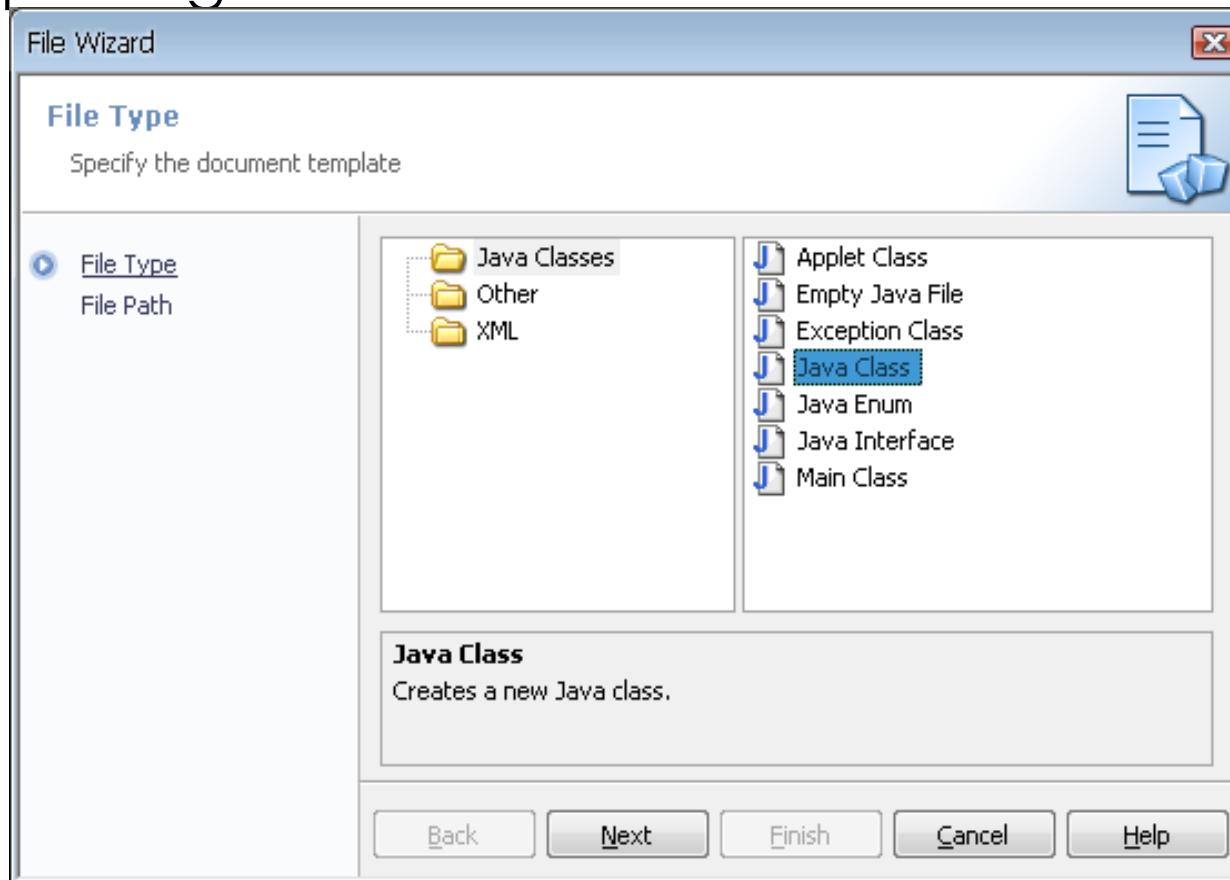 File Wizard
File Type
Specify the document template
File Type
File Path
Java Classes
Other
XML
Applet Class
Empty Java File
Exception Class
Java Class
Java Enum
Java Interface
Main Class
Java Class
Creates a new Java class.
Back Next Finish Cancel Help